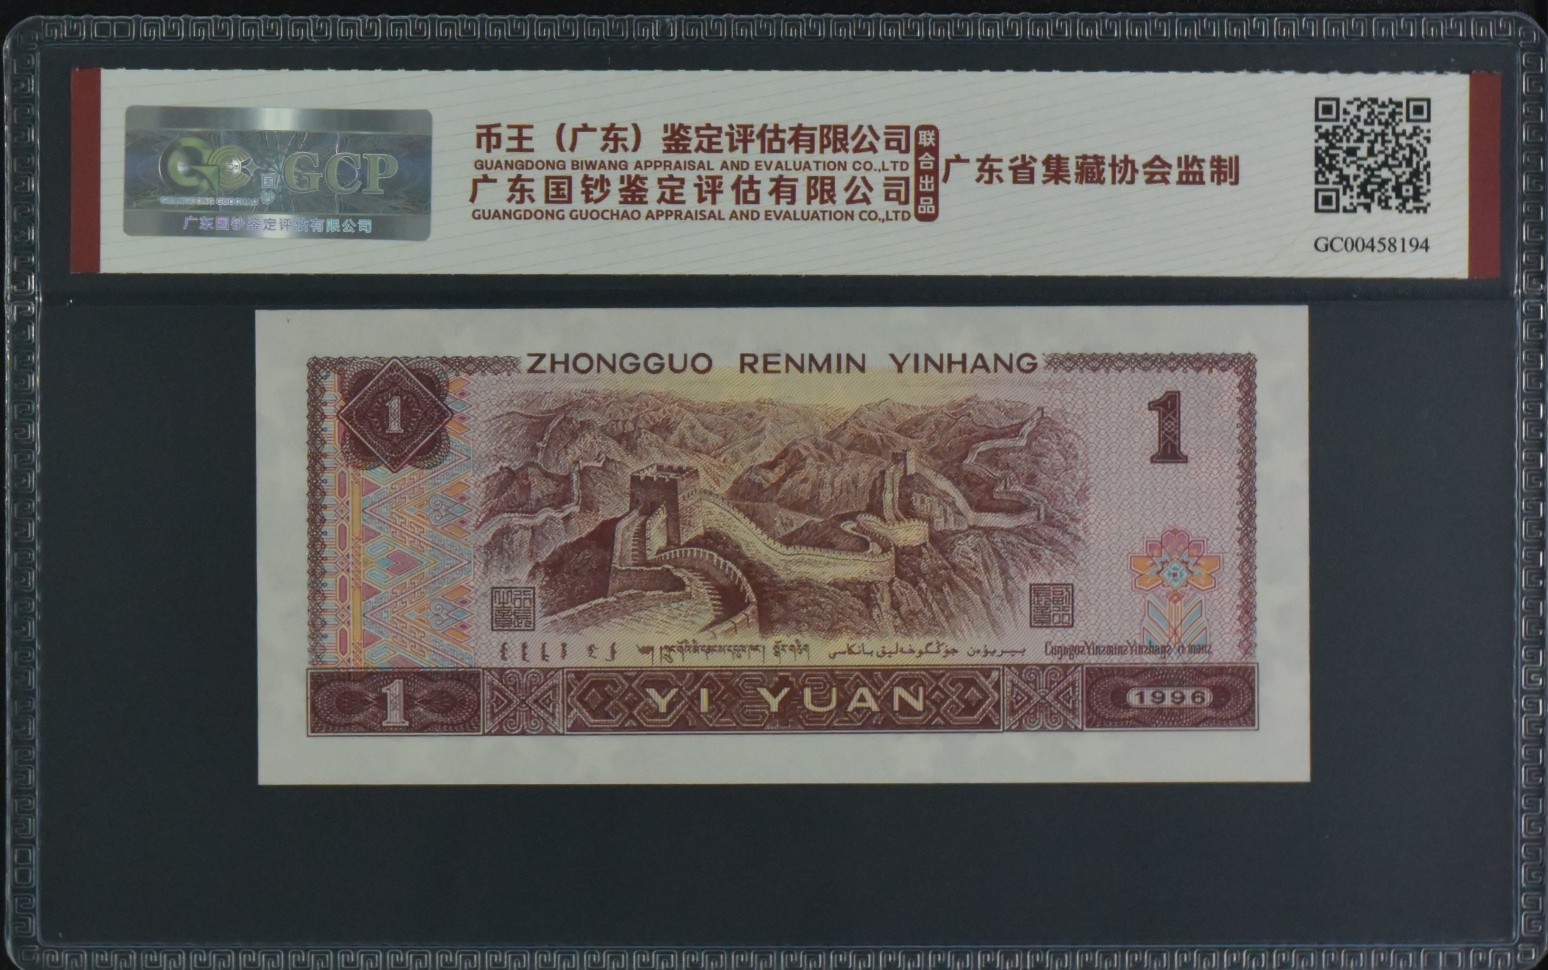 GCP
广东国钞鉴定评估有限公司
币王（广东）鉴定评估有限公司
GUANGDONG BIWANG APPRAISAL AND EVALUATION CO.,LTD
广东国钞鉴定评估有限公司
GUANGDONG GUOCHAO APPRAISAL AND EVALUATION CO.,LTD
联合出品
广东省集藏协会监制
GC00458194
ZHONGGUO RENMIN YINHANG
1
1
1
YI YUAN
1996